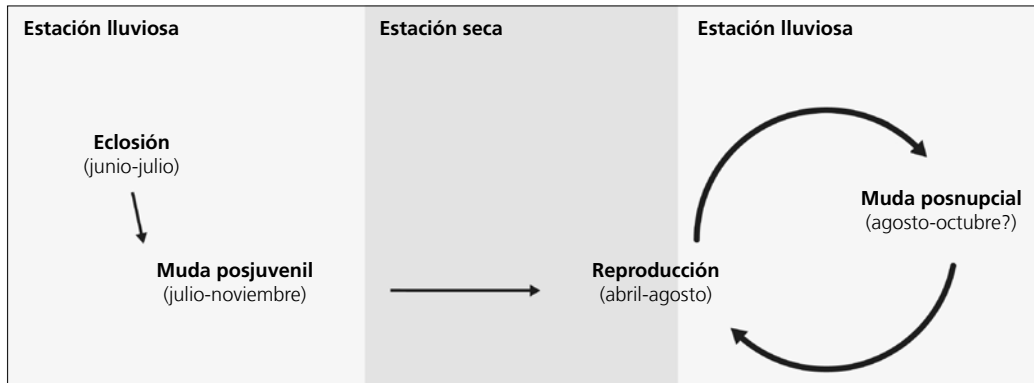 Estación lluviosa
Estación seca
Estación lluviosa
Eclosión
(junio-julio)
Muda posjuvenil
(julio-noviembre)
Reproducción
(abril-agosto)
Muda posnupcial
(agosto-octubre?)